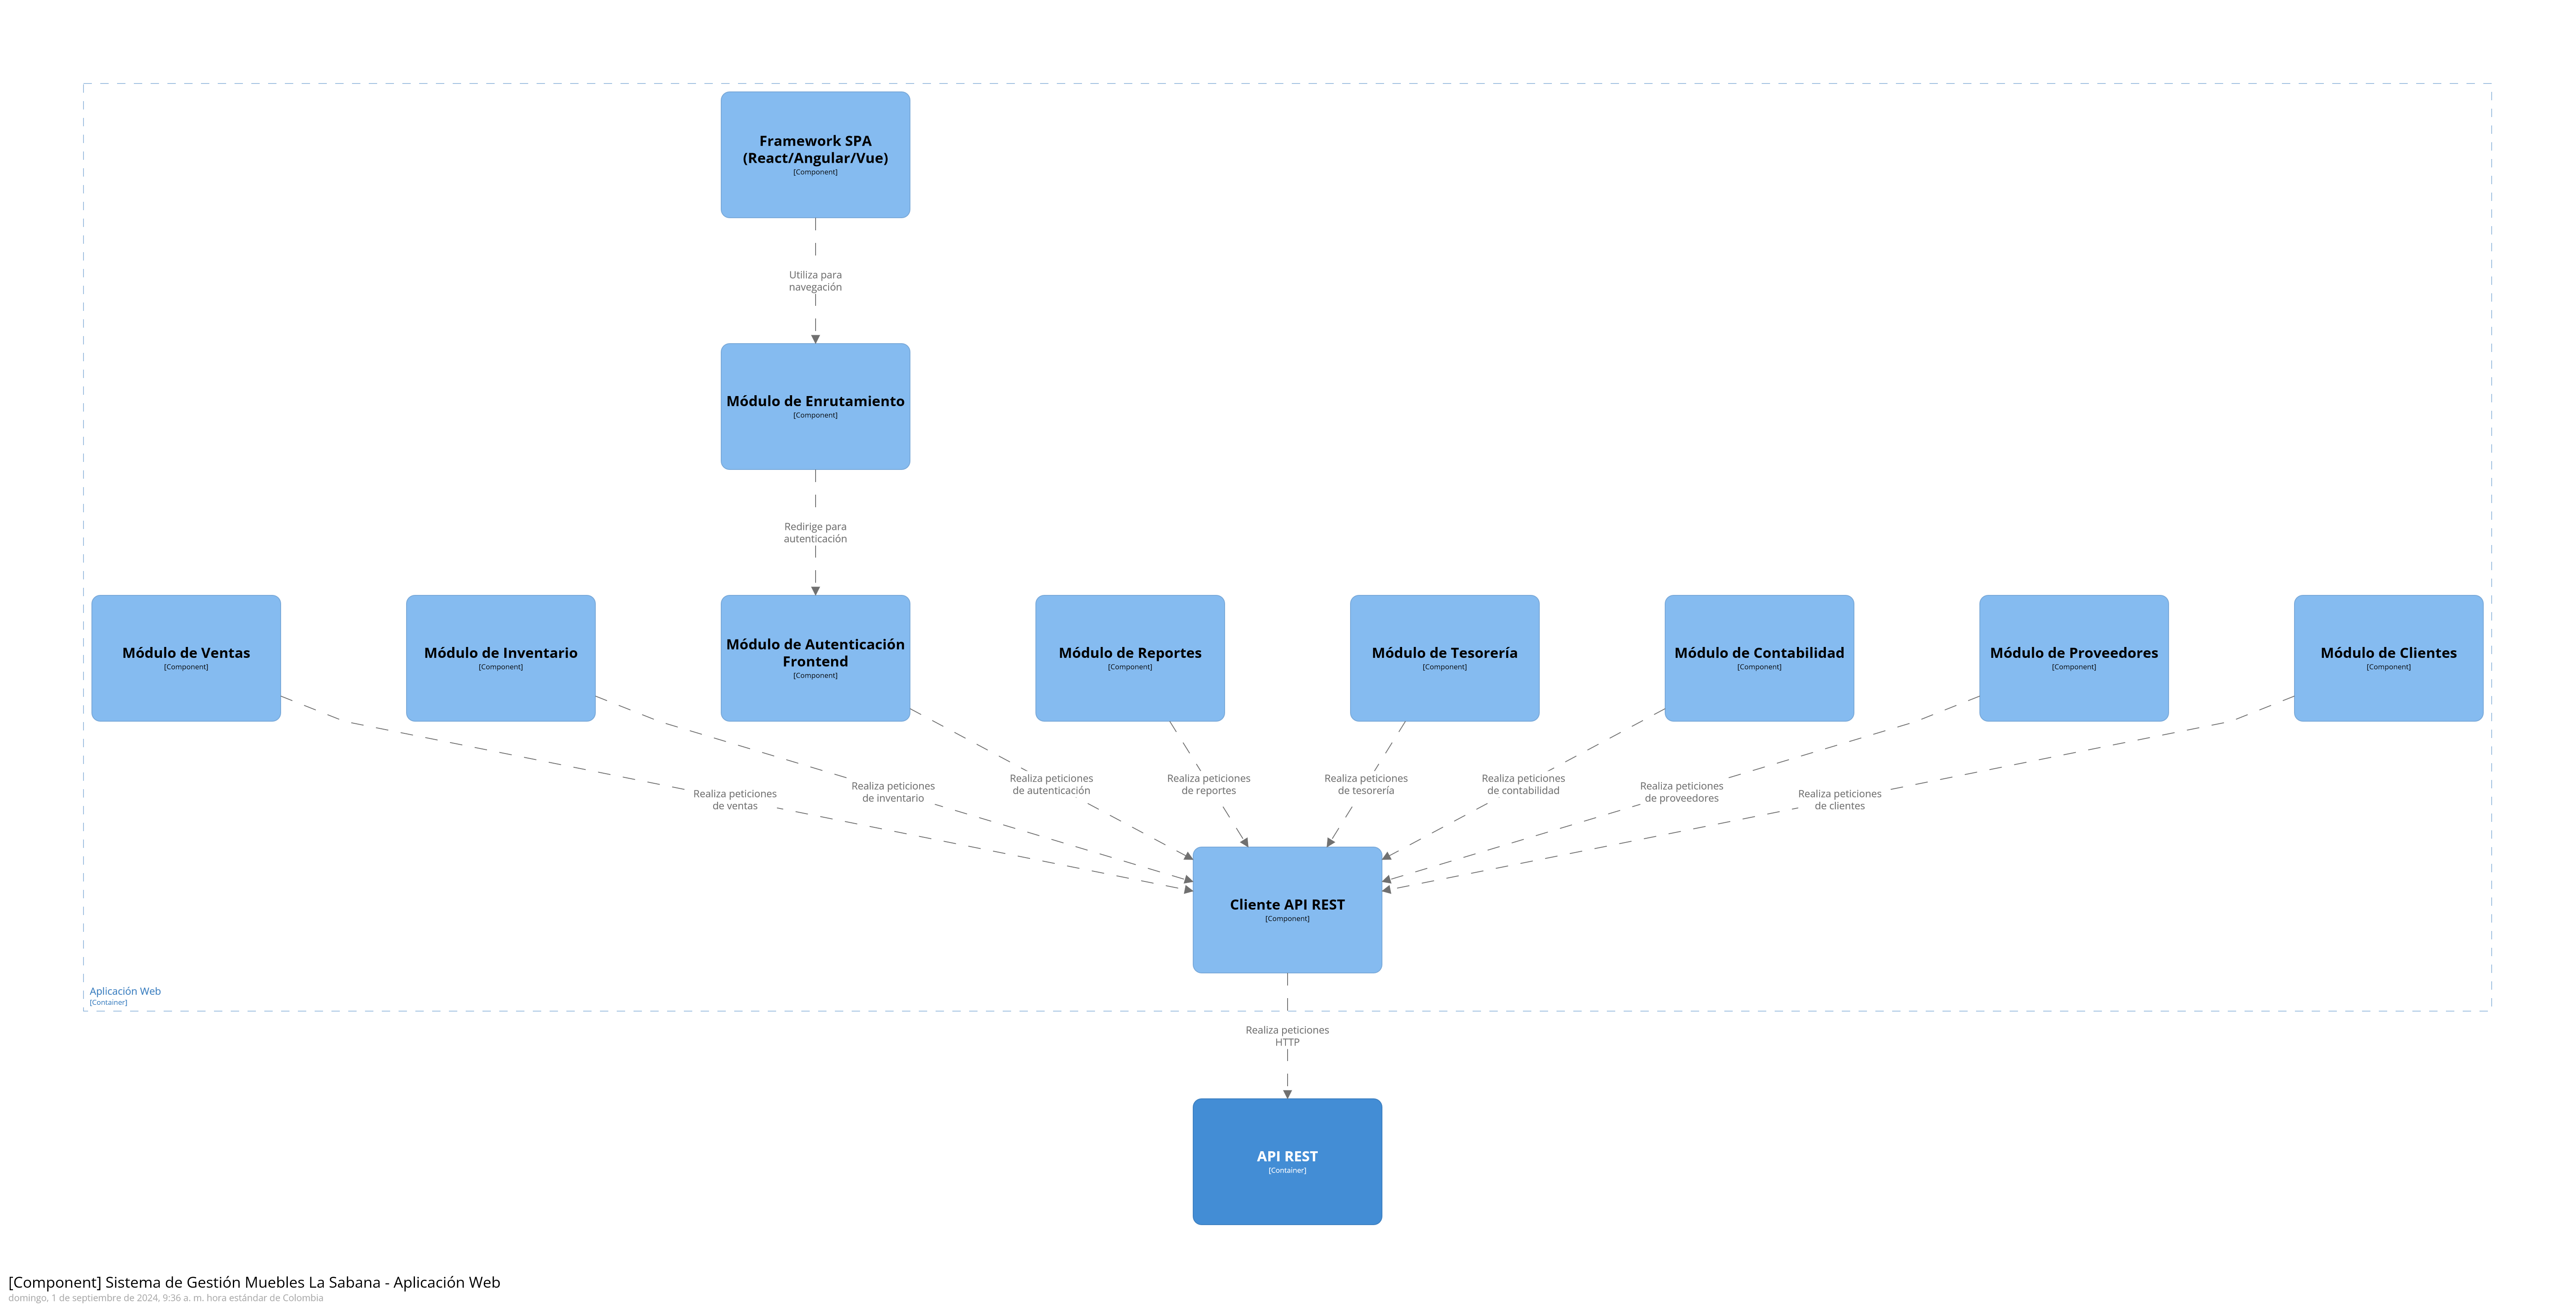 Framework SPA
(React/Angular/Vue)
[Component]
Utiliza para
navegación
Módulo de Enrutamiento
[Component]
Redirige para
autenticación
Módulo de Ventas
[Component]
Módulo de Inventario
[Component]
Módulo de Autenticación
Frontend
[Component]
Módulo de Reportes
[Component]
Módulo de Tesorería
[Component]
Módulo de Contabilidad
[Component]
Módulo de Proveedores
[Component]
Módulo de Clientes
[Component]
Realiza peticiones
de ventas
Realiza peticiones
de inventario
Realiza peticiones
de autenticación
Realiza peticiones
de reportes
Realiza peticiones
de tesorería
Realiza peticiones
de contabilidad
Realiza peticiones
de proveedores
Realiza peticiones
de clientes
Cliente API REST
[Component]
Aplicación Web
[Container]
Realiza peticiones
HTTP
API REST
[Container]
[Component] Sistema de Gestión Muebles La Sabana - Aplicación Web
domingo, 1 de septiembre de 2024, 9:36 a. m. hora estándar de Colombia